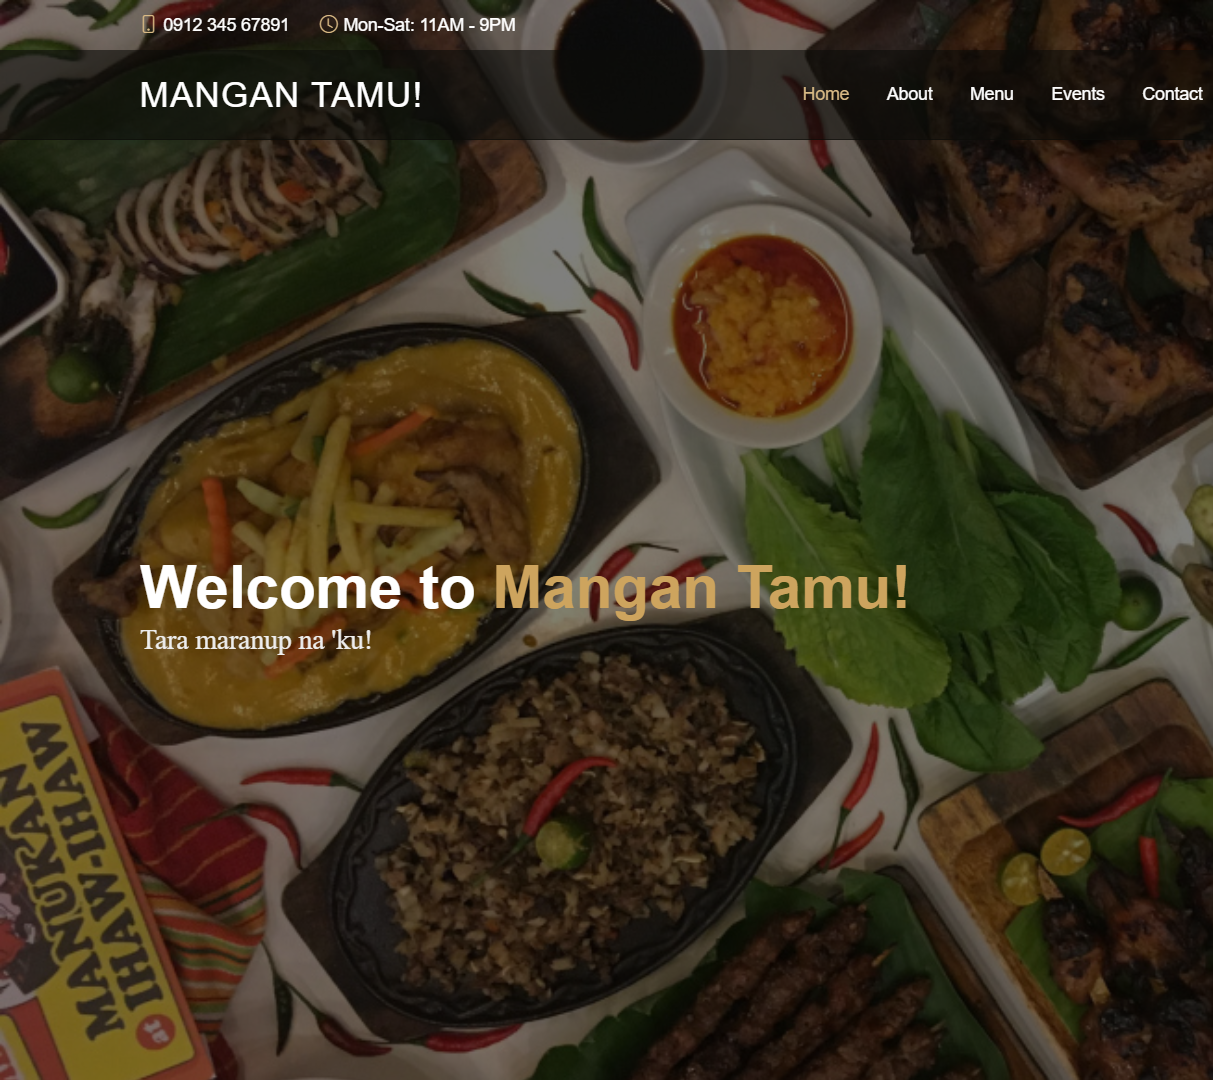 0912 345 67891 Mon-Sat: 11AM - 9PM
MANGAN TAMU!
Home About Menu Events Contact
Welcome to Mangan Tamu!
Tara maranup na 'ku!
MANUKAN
IHAW-IHAW